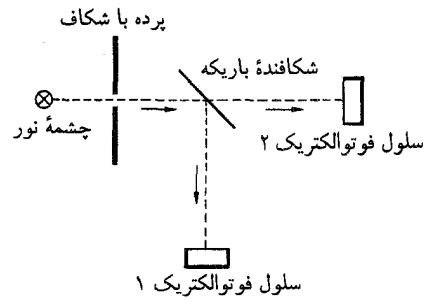 پرده با شکاف
شکافندهٔ باریکه
چشمهٔ نور
سلول فوتوالکتریک ۲
سلول فوتوالکتریک ۱